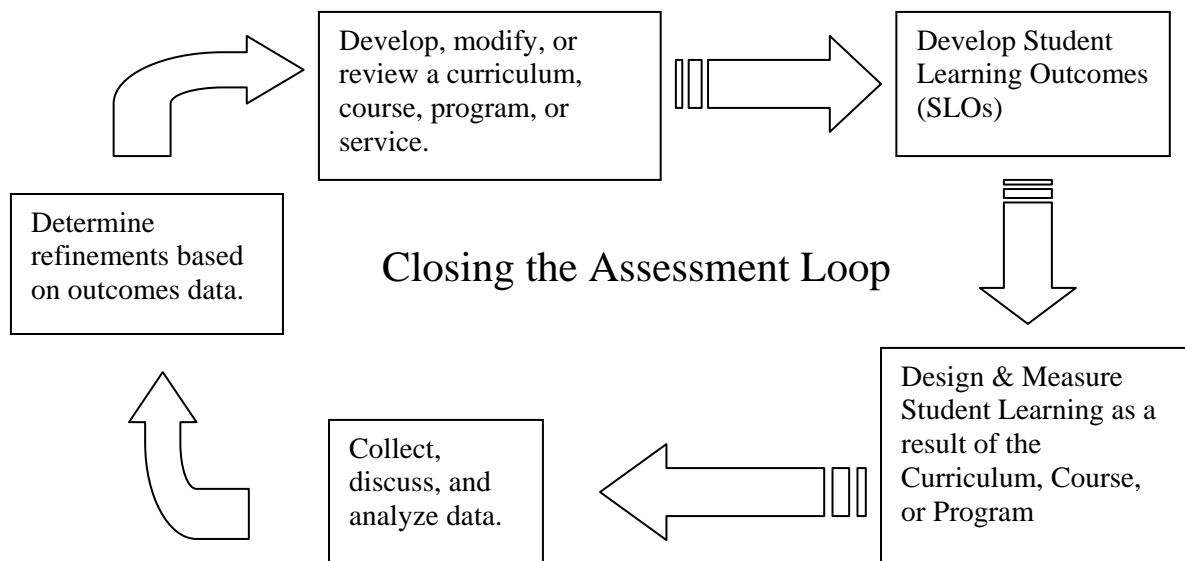 Develop, modify, or
review a curriculum,
course, program, or
service.
Develop Student
Learning Outcomes
(SLOs)
Determine
refinements based
on outcomes data.
Closing the Assessment Loop
Design & Measure
Student Learning as a
result of the
Curriculum, Course,
or Program
Collect,
discuss, and
analyze data.